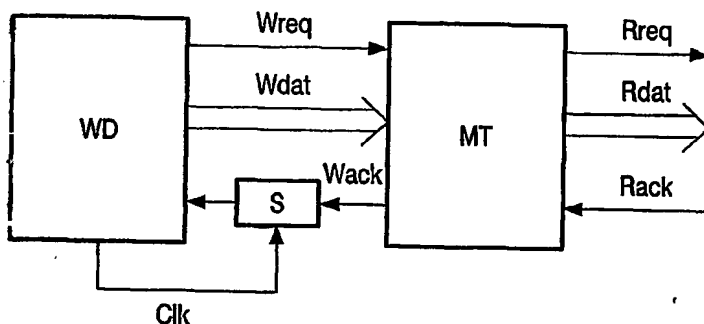 Wreq
Rreq
Wdat
Rdat
WD
MT
Wack
Rack
S
Clk